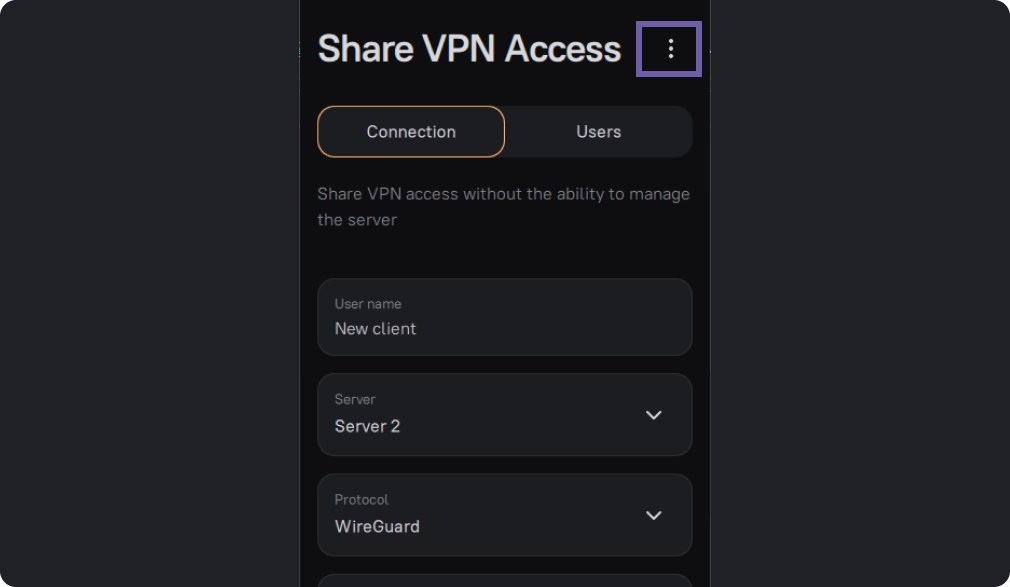 Share VPN Access
Connection
Users
Share VPN access without the ability to manage
the server
User name
New client
Server
Server 2
Protocol
WireGuard